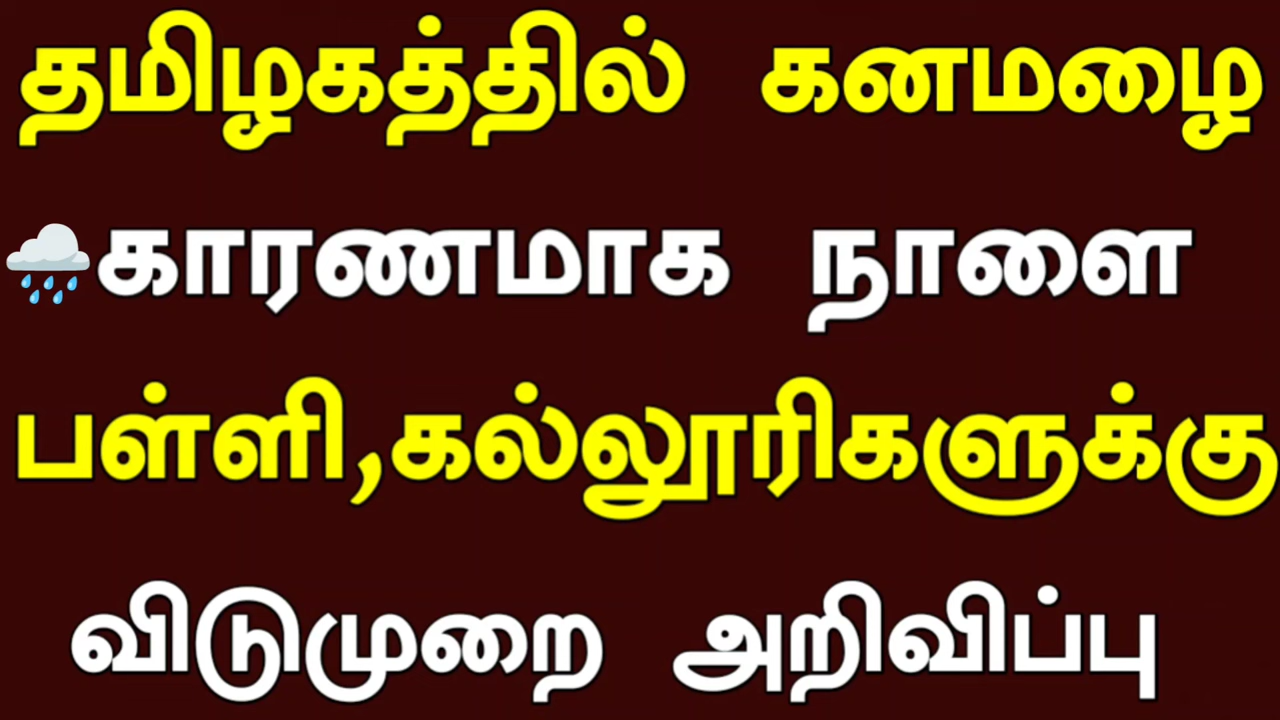 தமிழகத்தில் கனமழை
🌧️காரணமாக நாளை
பள்ளி,கல்லூரிகளுக்கு
விடுமுறை அறிவிப்பு